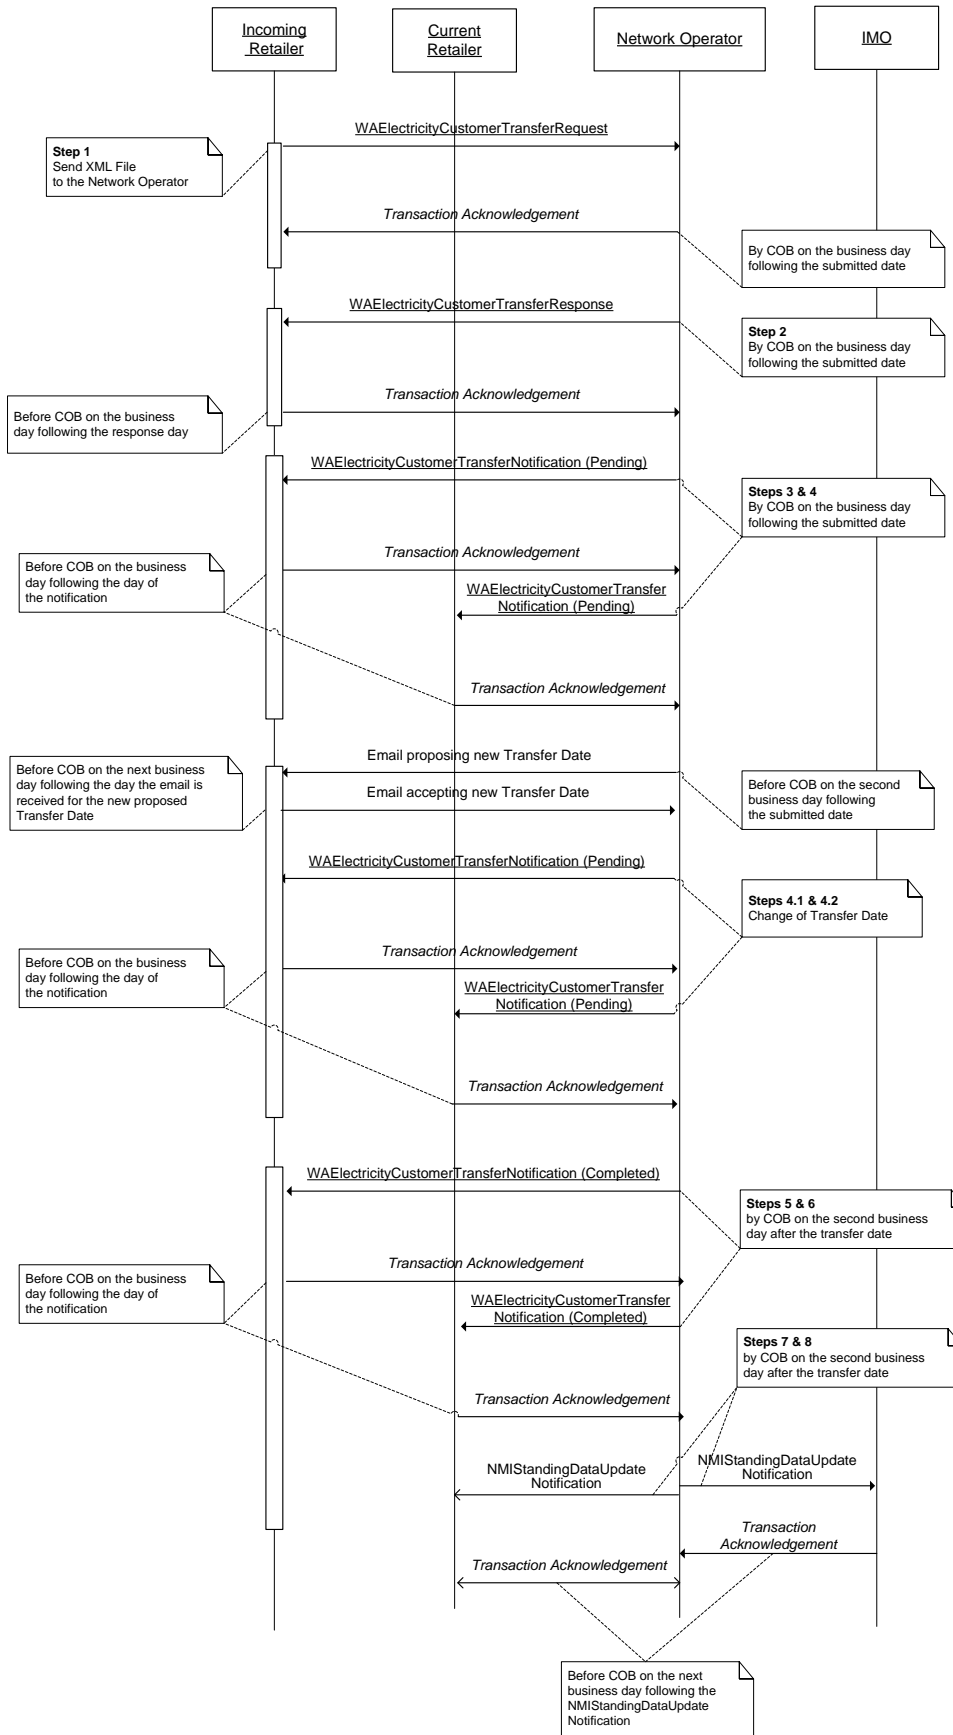 Incoming
Retailer
Current
Retailer
Network Operator
IMO
WAElectricityCustomerTransferRequest
Step 1
Send XML File
to the Network Operator
Transaction Acknowledgement
By COB on the business day
following the submitted date
WAElectricityCustomerTransferResponse
Step 2
By COB on the business day
following the submitted date
Transaction Acknowledgement
Before COB on the business
day following the response day
WAElectricityCustomerTransferNotification (Pending)
Steps 3 & 4
By COB on the business day
following the submitted date
Transaction Acknowledgement
Before COB on the business
day following the day of
the notification
WAElectricityCustomerTransfer
Notification (Pending)
Transaction Acknowledgement
Email proposing new Transfer Date
Before COB on the next business
day following the day the email is
received for the new proposed
Transfer Date
Before COB on the second
business day following
the submitted date
Email accepting new Transfer Date
WAElectricityCustomerTransferNotification (Pending)
Steps 4.1 & 4.2
Change of Transfer Date
Transaction Acknowledgement
Before COB on the business
day following the day of
the notification
WAElectricityCustomerTransfer
Notification (Pending)
Transaction Acknowledgement
WAElectricityCustomerTransferNotification (Completed)
Steps 5 & 6
by COB on the second business
day after the transfer date
Transaction Acknowledgement
Before COB on the business
day following the day of
the notification
WAElectricityCustomerTransfer
Notification (Completed)
Steps 7 & 8
by COB on the second business
day after the transfer date
Transaction Acknowledgement
NMIStandingDataUpdate
Notification
NMIStandingDataUpdate
Notification
Transaction
Acknowledgement
Transaction Acknowledgement
Before COB on the next
business day following the
NMIStandingDataUpdate
Notification